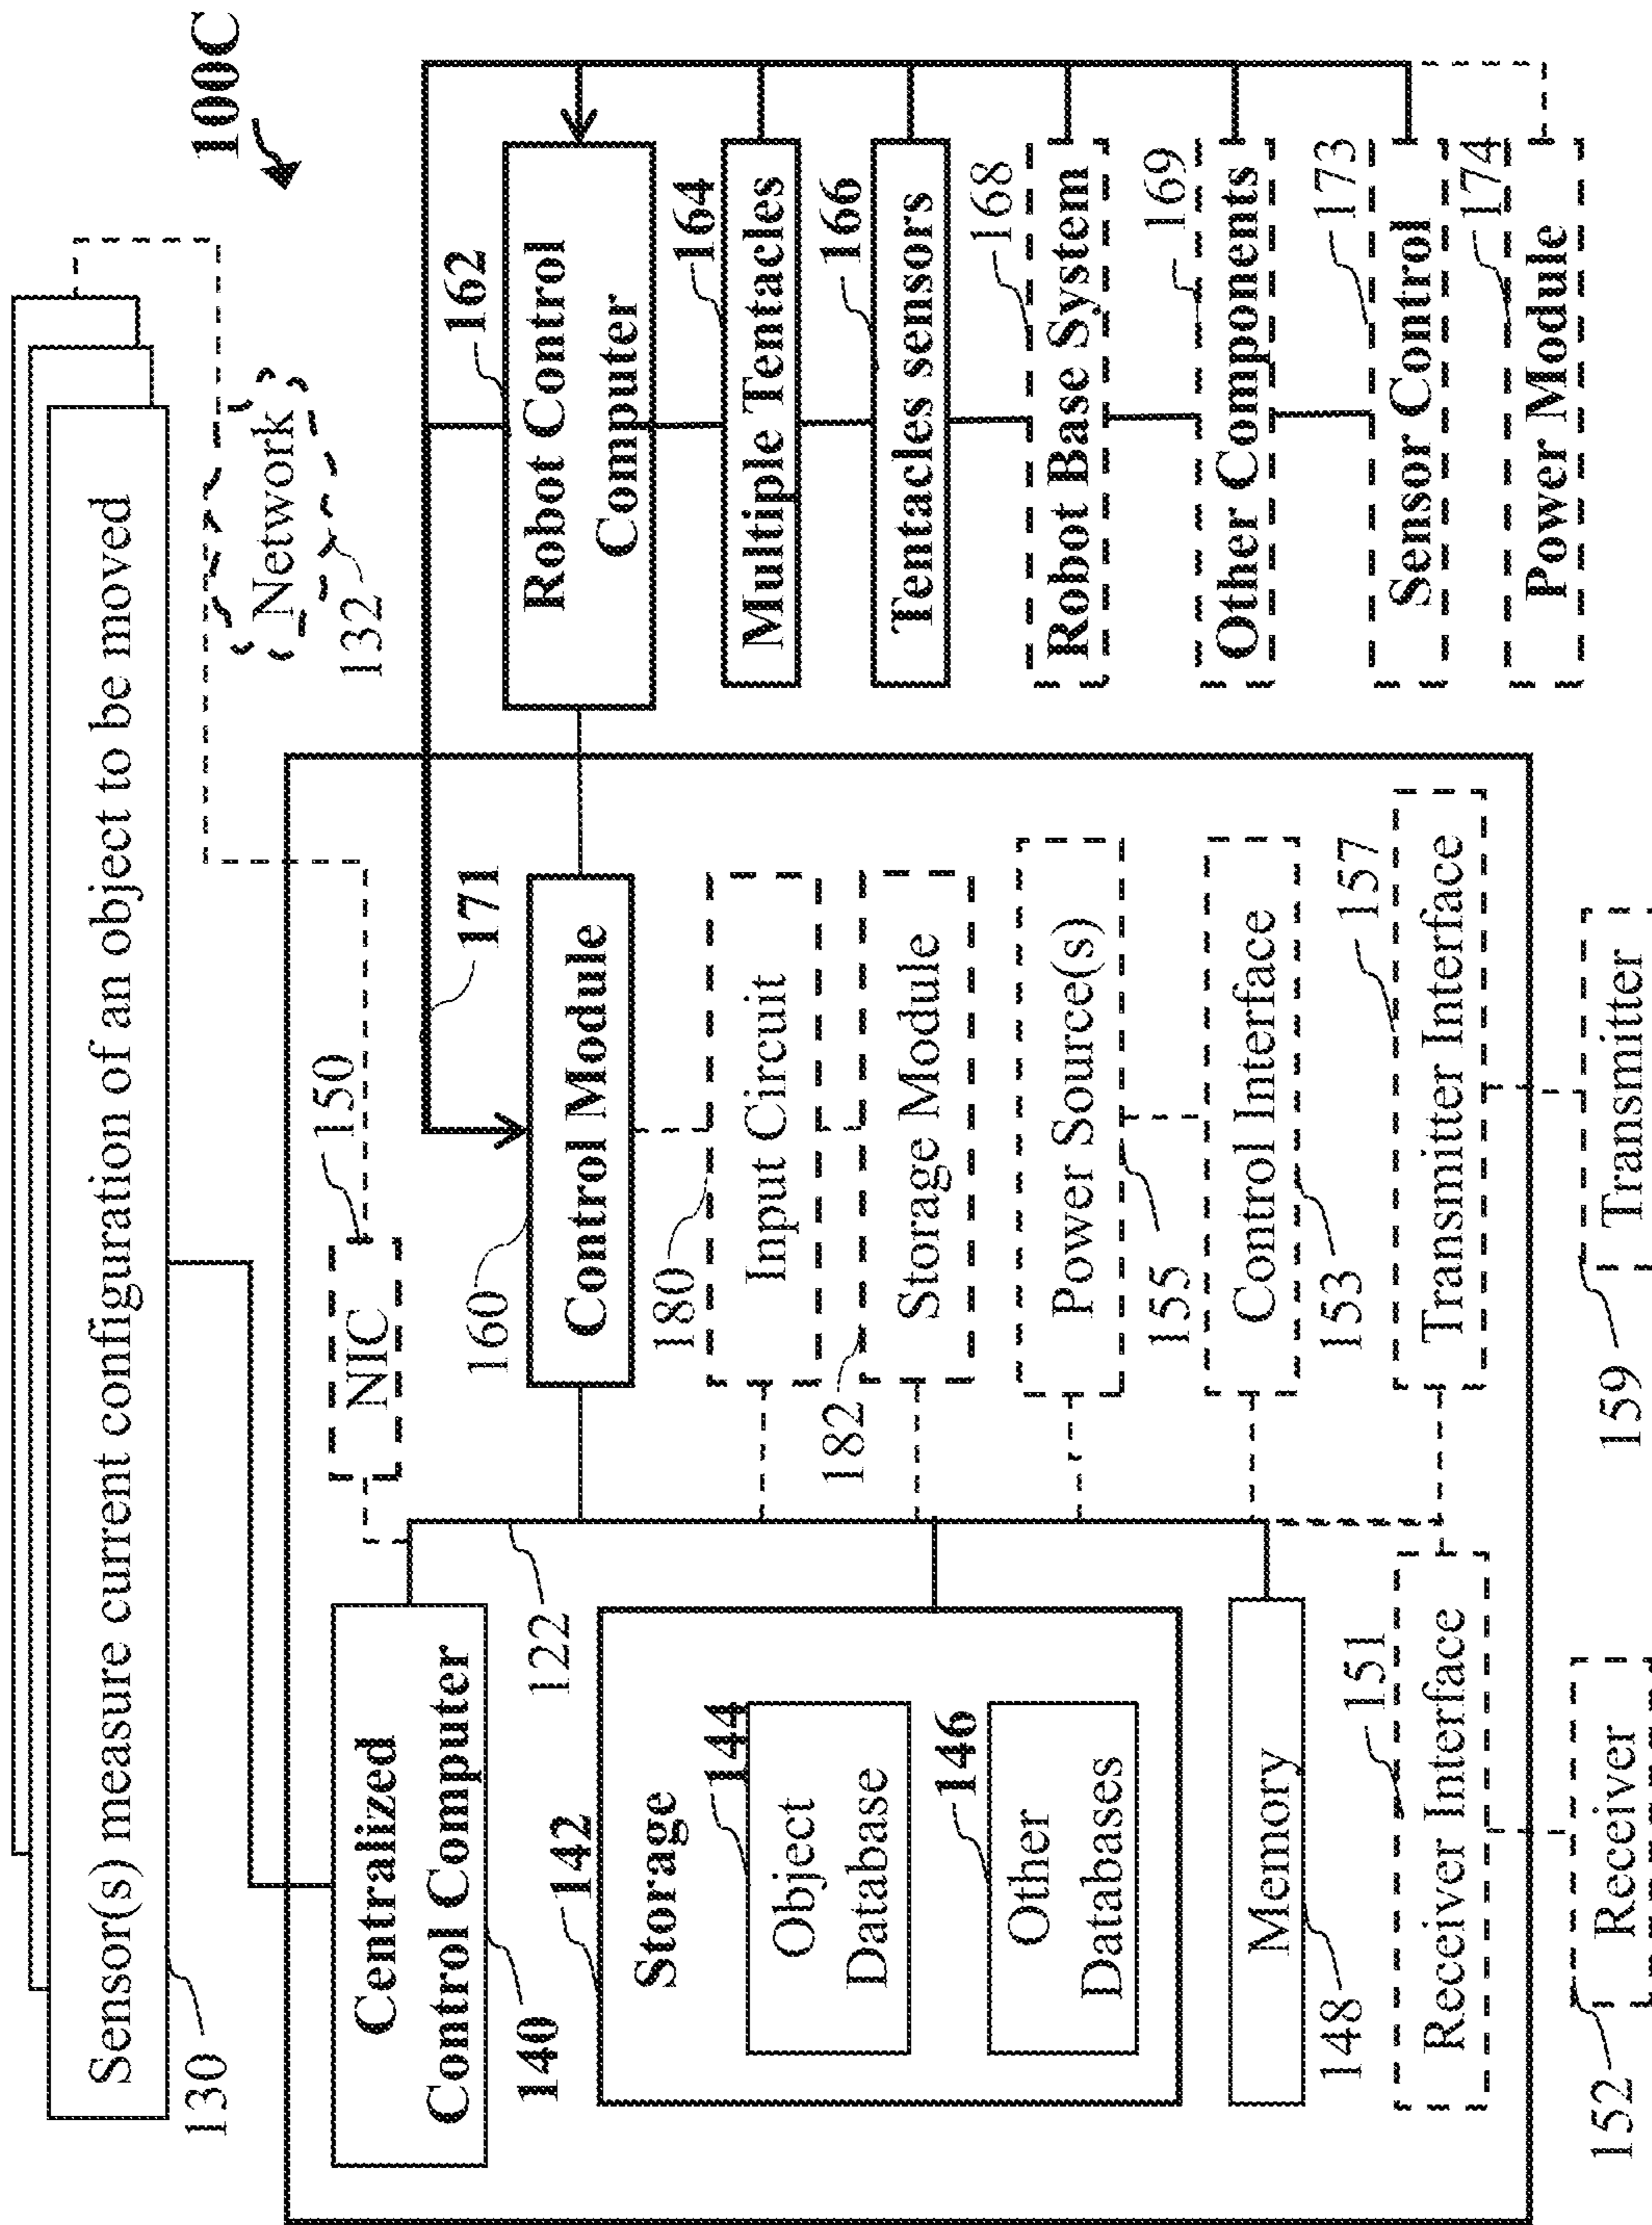 100C
Sensor(s) measure current configuration of an object to be moved
130
Network
132
NIC
150
171
Centralized
Control Computer
140
122
160
Control Module
162
Robot Control
Computer
142
Storage
144
Object
Database
146
Other
Databases
180
Input Circuit
182
Storage Module
164
Multiple Tentacles
166
Tentacles sensors
Power Source(s)
155
168
Robot Base System
Memory
148
Control Interface
153
169
Other Components
151
Receiver Interface
157
Transmitter Interface
173
Sensor Control
174
Power Module
152
Receiver
159
Transmitter